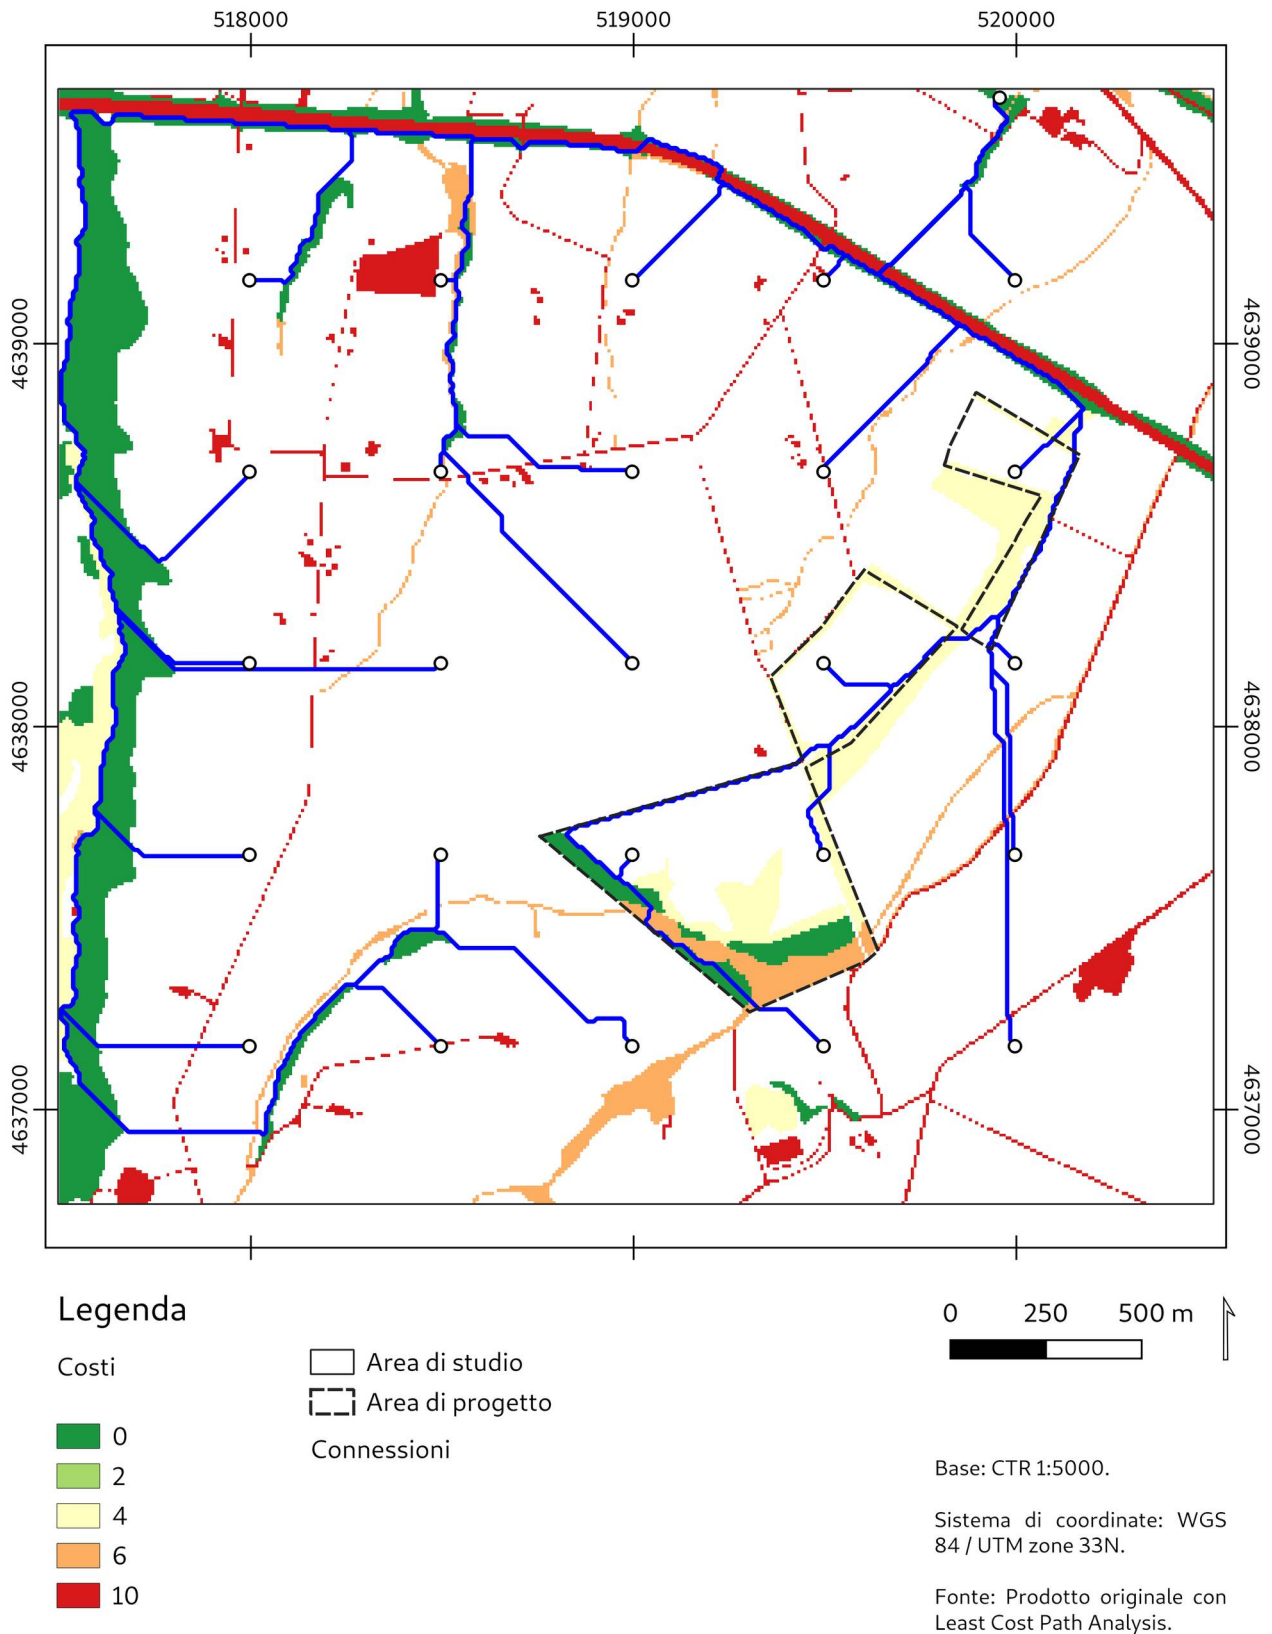 518000 519000 520000
4639000 4639000
4638000 4638000
4637000 4637000
Legenda
Costi
0
2
4
6
10
Area di studio
Area di progetto
Connessioni
0 250 500 m
Base: CTR 1:5000.
Sistema di coordinate: WGS
84 / UTM zone 33N.
Fonte: Prodotto originale con
Least Cost Path Analysis.